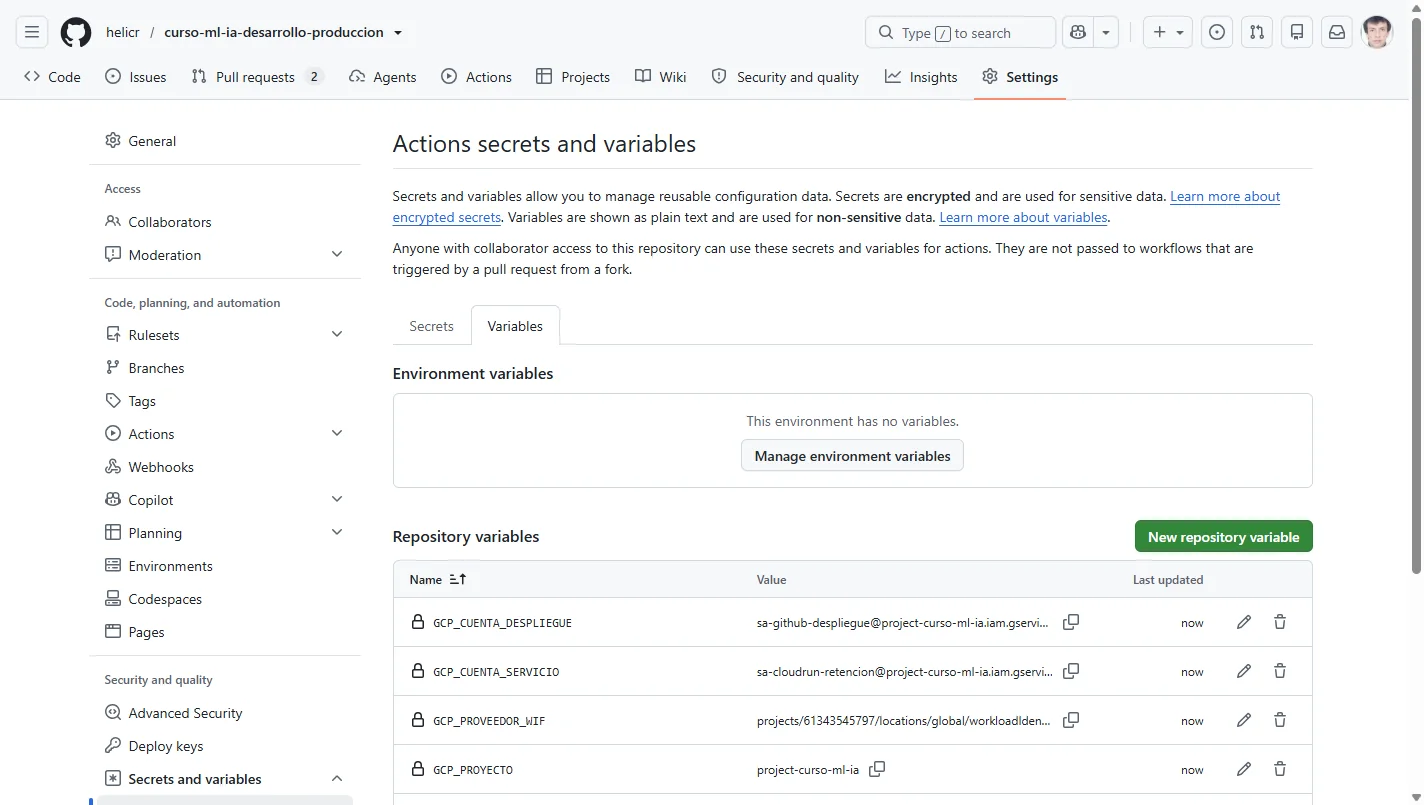 helicr / curso-ml-ia-desarrollo-produccion
Type / to search
Code
Issues
Pull requests 2
Agents
Actions
Projects
Wiki
Security and quality
Insights
Settings
General
Access
Collaborators
Moderation
Code, planning, and automation
Rulesets
Branches
Tags
Actions
Webhooks
Copilot
Planning
Environments
Codespaces
Pages
Security and quality
Advanced Security
Deploy keys
Secrets and variables
Actions secrets and variables
Secrets and variables allow you to manage reusable configuration data. Secrets are encrypted and are used for sensitive data. Learn more about
encrypted secrets. Variables are shown as plain text and are used for non-sensitive data. Learn more about variables.
Anyone with collaborator access to this repository can use these secrets and variables for actions. They are not passed to workflows that are
triggered by a pull request from a fork.
Secrets
Variables
Environment variables
This environment has no variables.
Manage environment variables
Repository variables
New repository variable
Name Value Last updated
GCP_CUENTA_DESPLIEGUE sa-github-despliegue@project-curso-ml-ia.iam.gservi... now
GCP_CUENTA_SERVICIO sa-cloudrun-retencion@project-curso-ml-ia.iam.gservi... now
GCP_PROVEEDOR_WIF projects/61343545797/locations/global/workloadIden... now
GCP_PROYECTO project-curso-ml-ia now